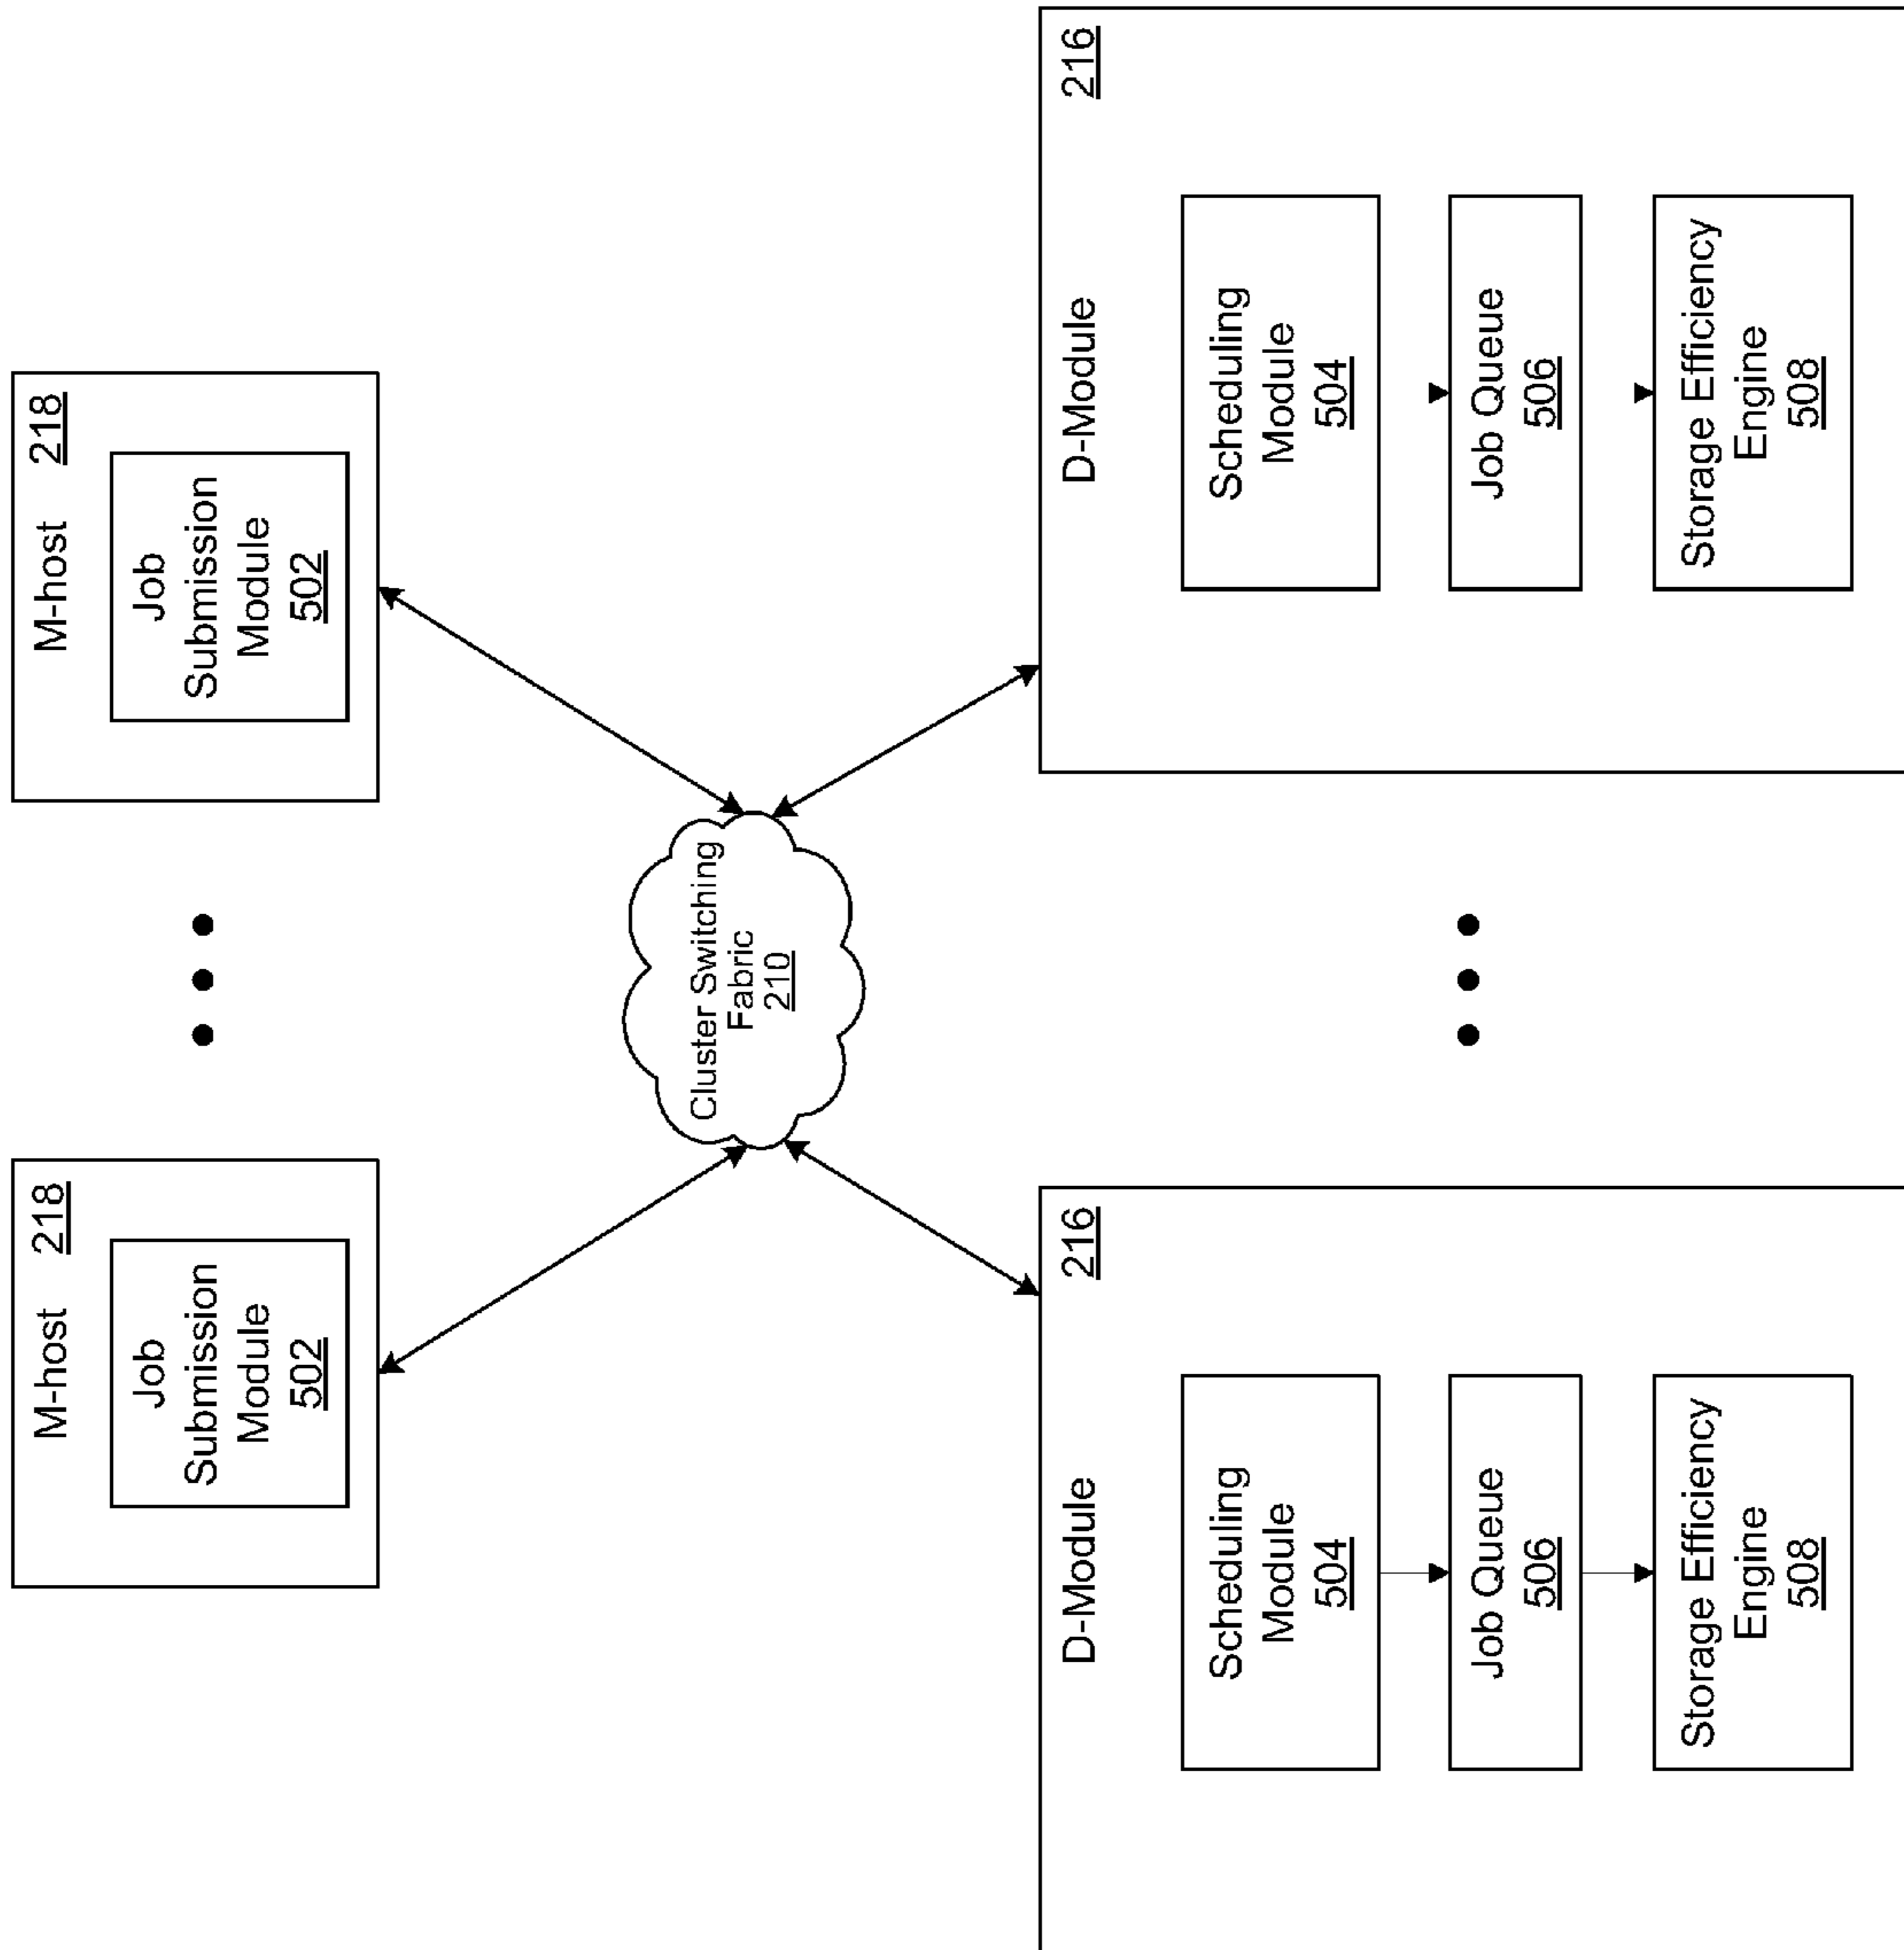 M-host 218
Job
Submission
Module
502
M-host 218
Job
Submission
Module
502
Cluster Switching
Fabric
210
D-Module 216
Scheduling
Module
504
Job Queue
506
Storage Efficiency
Engine
508
D-Module 216
Scheduling
Module
504
Job Queue
506
Storage Efficiency
Engine
508